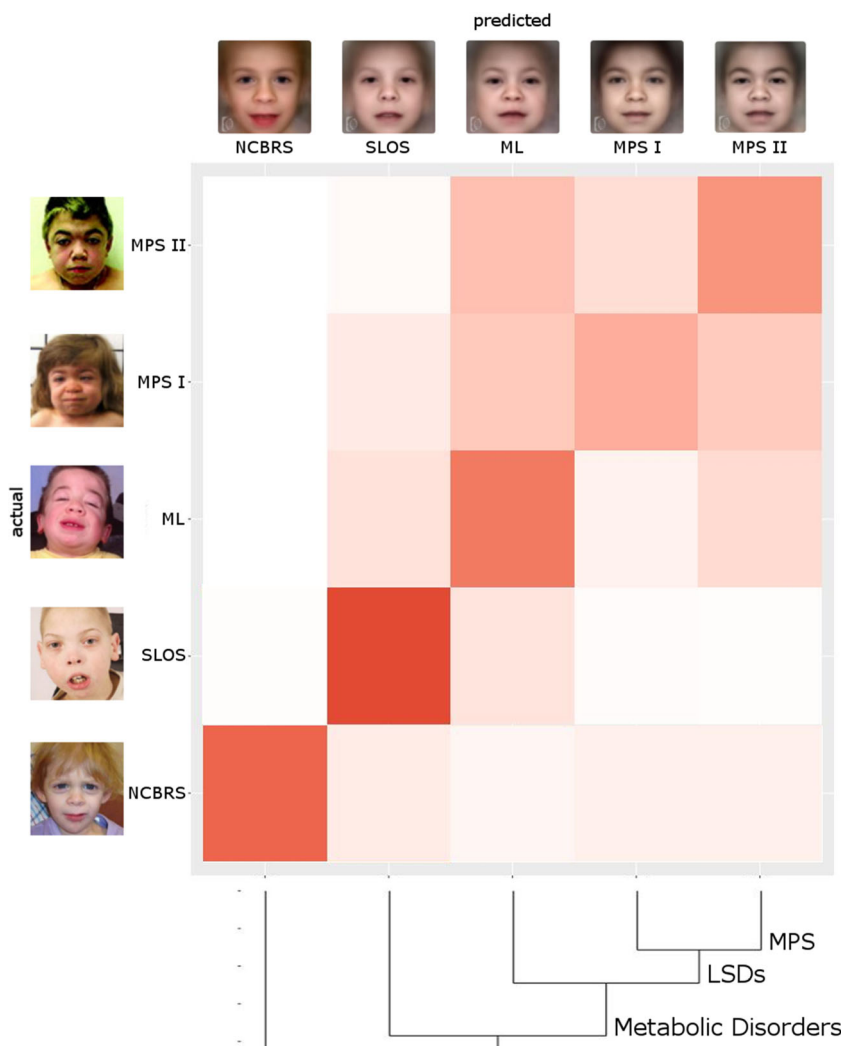 predicted
NCBRS SLOS ML MPS I MPS II
MPS II
MPS I
ML
actual
SLOS
NCBRS
MPS
LSDs
Metabolic Disorders